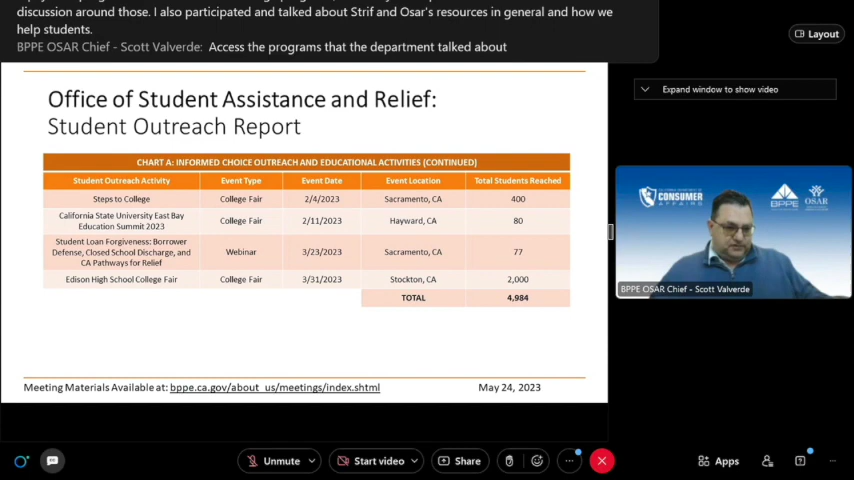 discussion around those. I also participated and talked about Strif and Osar's resources in general and how we
help students.
BPPE OSAR Chief - Scott Valverde: Access the programs that the department talked about
Layout
Expand window to show video
Office of Student Assistance and Relief:
Student Outreach Report
CHART A: INFORMED CHOICE OUTREACH AND EDUCATIONAL ACTIVITIES (CONTINUED)
Student Outreach Activity Event Type Event Date Event Location Total Students Reached
Steps to College College Fair 2/4/2023 Sacramento, CA 400
California State University East Bay
Education Summit 2023 College Fair 2/11/2023 Hayward, CA 80
Student Loan Forgiveness: Borrower
Defense, Closed School Discharge, and
CA Pathways for Relief Webinar 3/23/2023 Sacramento, CA 77
Edison High School College Fair College Fair 3/31/2023 Stockton, CA 2,000
TOTAL 4,984
CONSUMER
AFFAIRS
BPPE
OSAR
BPPE OSAR Chief - Scott Valverde
Meeting Materials Available at: bppe.ca.gov/about_us/meetings/index.shtml May 24, 2023
Unmute
Start video
Share
Apps